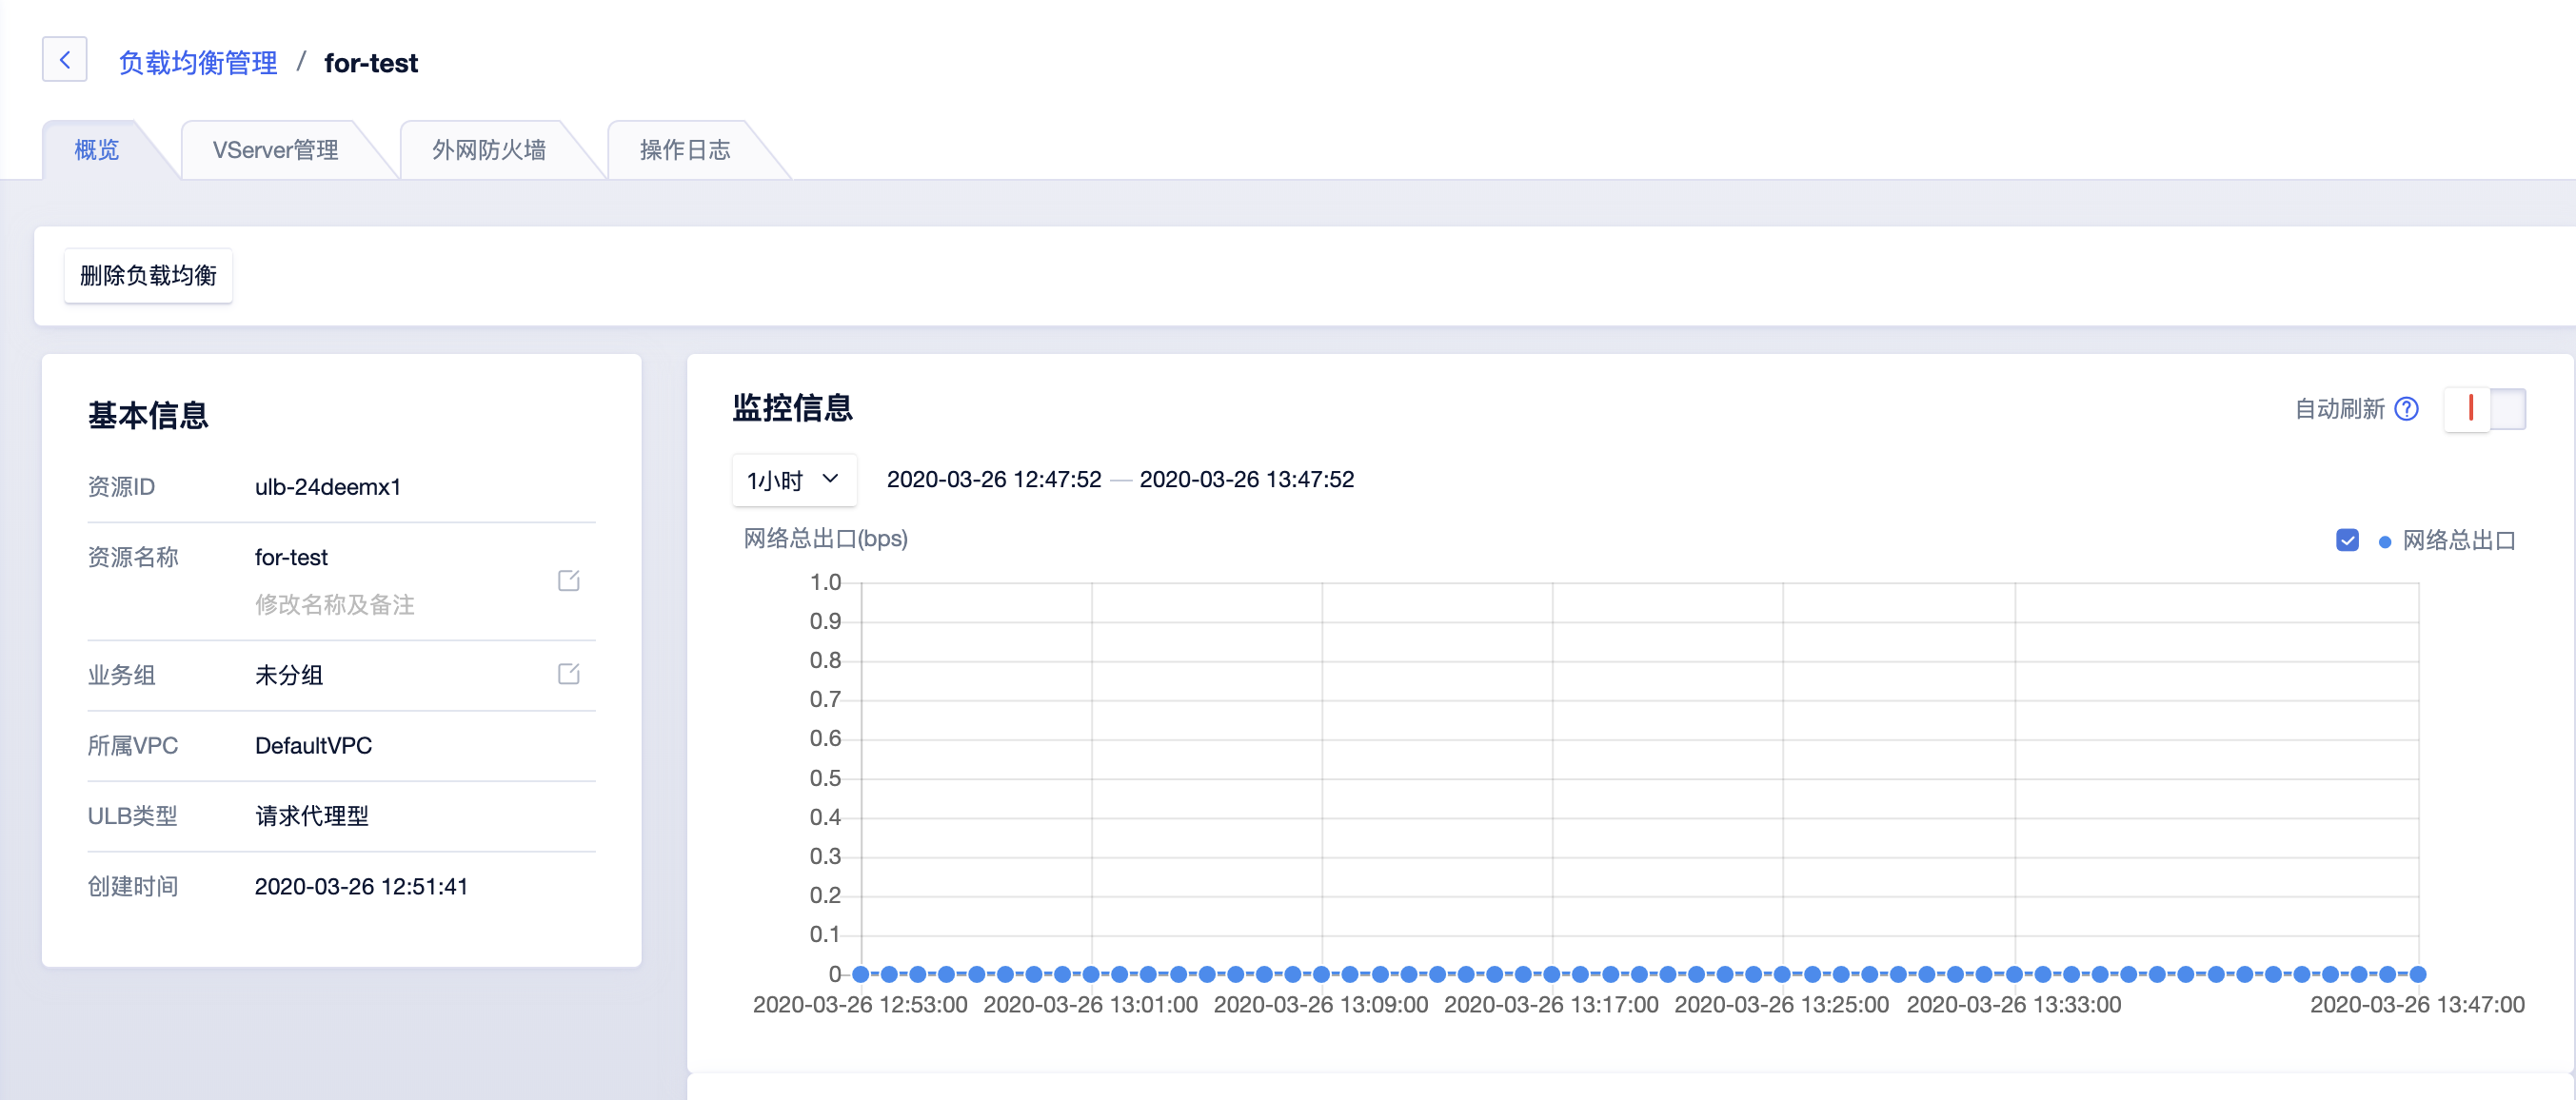 负载均衡管理 / for-test
概览
VServer管理
外网防火墙
操作日志
删除负载均衡
基本信息
资源ID ulb-24deemx1
资源名称 for-test
修改名称及备注
业务组 未分组
所属VPC DefaultVPC
ULB类型 请求代理型
创建时间 2020-03-26 12:51:41
监控信息
自动刷新 ?
1小时 2020-03-26 12:47:52 — 2020-03-26 13:47:52
网络总出口(bps)
网络总出口
1.0
0.9
0.8
0.7
0.6
0.5
0.4
0.3
0.2
0.1
0
2020-03-26 12:53:00 2020-03-26 13:01:00 2020-03-26 13:09:00 2020-03-26 13:17:00 2020-03-26 13:25:00 2020-03-26 13:33:00 2020-03-26 13:47:00